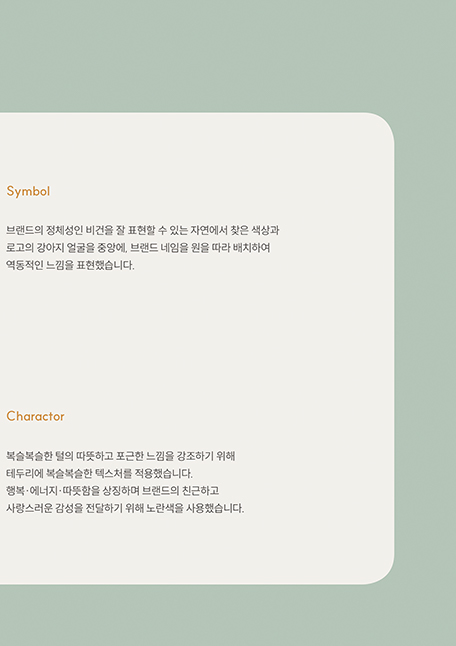 Symbol
브랜드의 정체성인 비건을 잘 표현할 수 있는 자연에서 찾은 색상과
로고의 강아지 얼굴을 중앙에, 브랜드 네임을 원을 따라 배치하여
역동적인 느낌을 표현했습니다.
Charactor
복슬복슬한 털의 따뜻하고 포근한 느낌을 강조하기 위해
테두리에 복슬복슬한 텍스처를 적용했습니다.
행복·에너지·따뜻함을 상징하며 브랜드의 친근하고
사랑스러운 감성을 전달하기 위해 노란색을 사용했습니다.